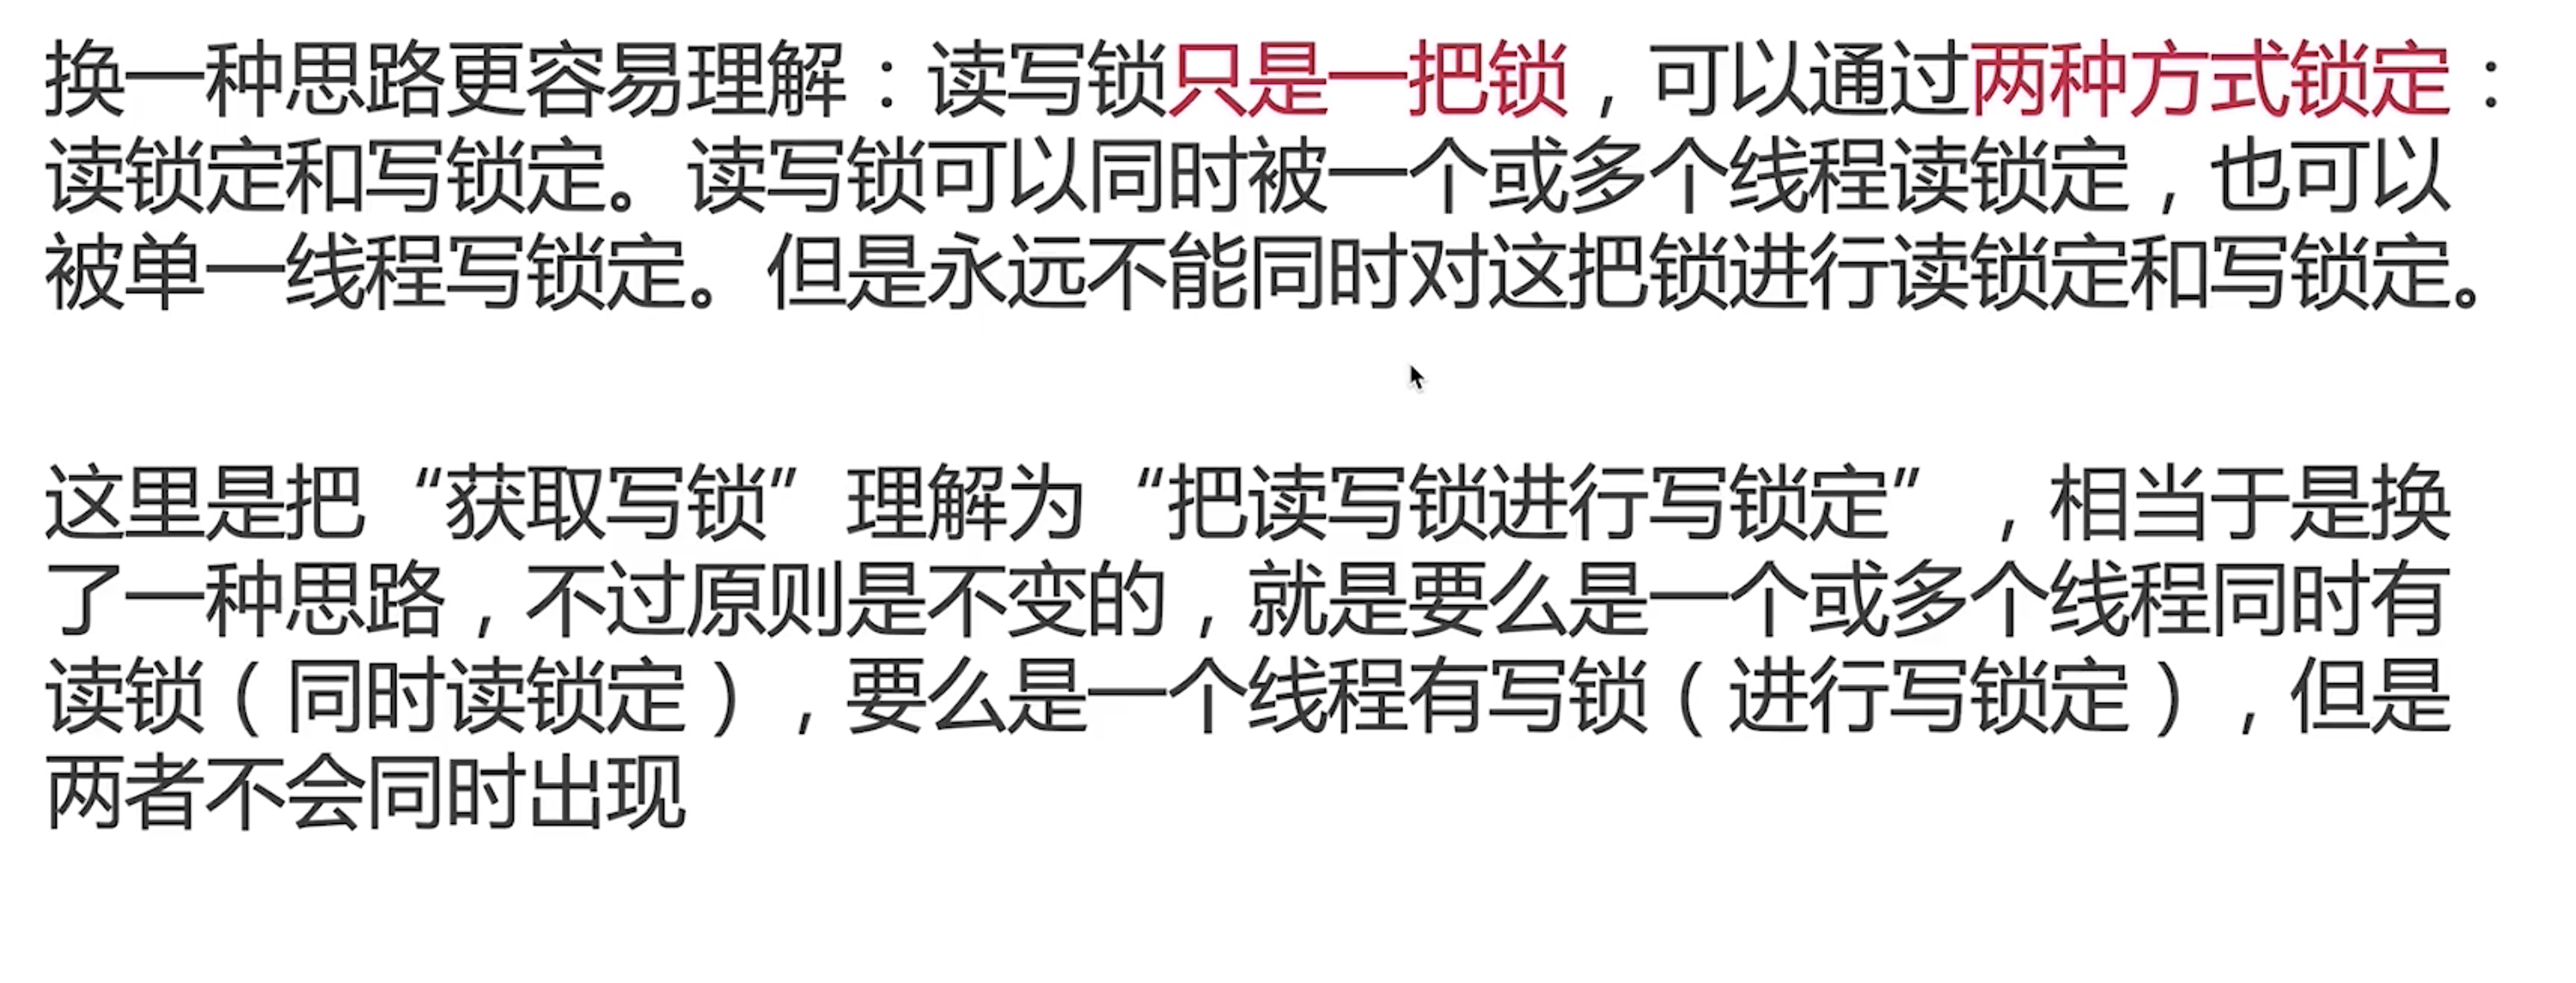 换一种思路更容易理解：读写锁只是一把锁，可以通过两种方式锁定：
读锁定和写锁定。读写锁可以同时被一个或多个线程读锁定，也可以
被单一线程写锁定。但是永远不能同时对这把锁进行读锁定和写锁定。
这里是把“获取写锁”理解为“把读写锁进行写锁定”，相当于是换
了一种思路，不过原则是不变的，就是要么是一个或多个线程同时有
读锁（同时读锁定），要么是一个线程有写锁（进行写锁定），但是
两者不会同时出现